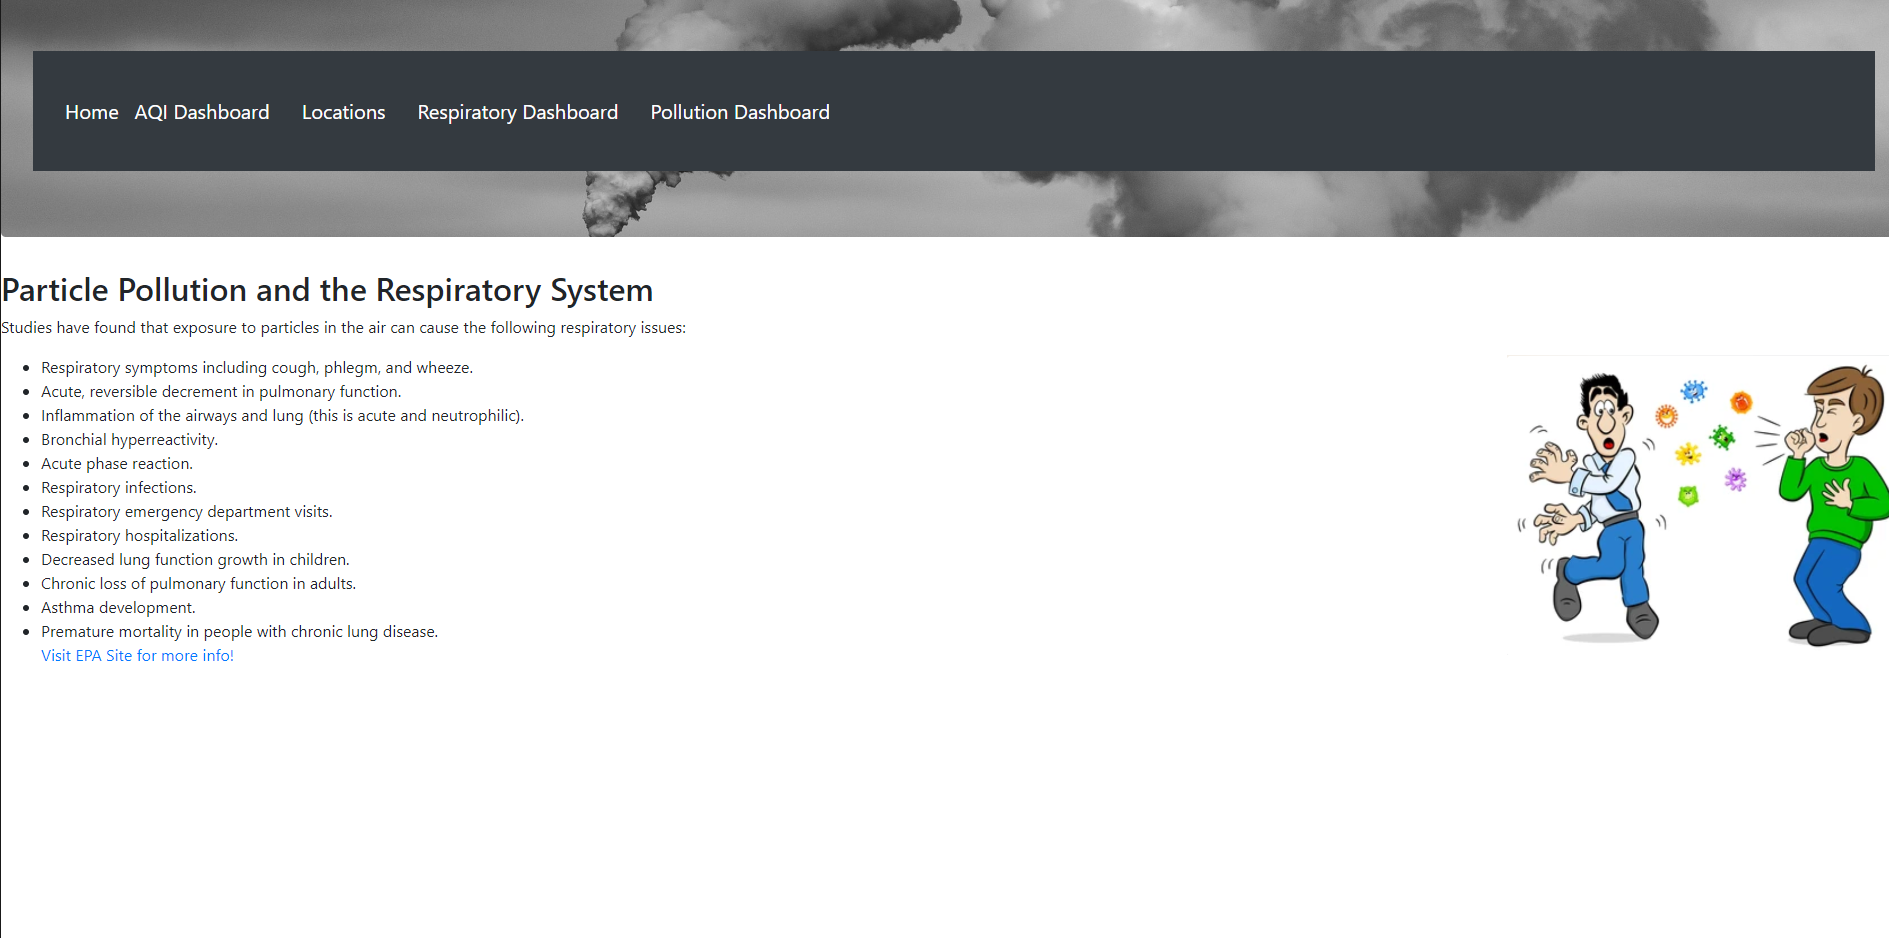 Home AQI Dashboard Locations Respiratory Dashboard Pollution Dashboard
Particle Pollution and the Respiratory System
Studies have found that exposure to particles in the air can cause the following respiratory issues:
Respiratory symptoms including cough, phlegm, and wheeze.
Acute, reversible decrement in pulmonary function.
Inflammation of the airways and lung (this is acute and neutrophilic).
Bronchial hyperreactivity.
Acute phase reaction.
Respiratory infections.
Respiratory emergency department visits.
Respiratory hospitalizations.
Decreased lung function growth in children.
Chronic loss of pulmonary function in adults.
Asthma development.
Premature mortality in people with chronic lung disease.
Visit EPA Site for more info!